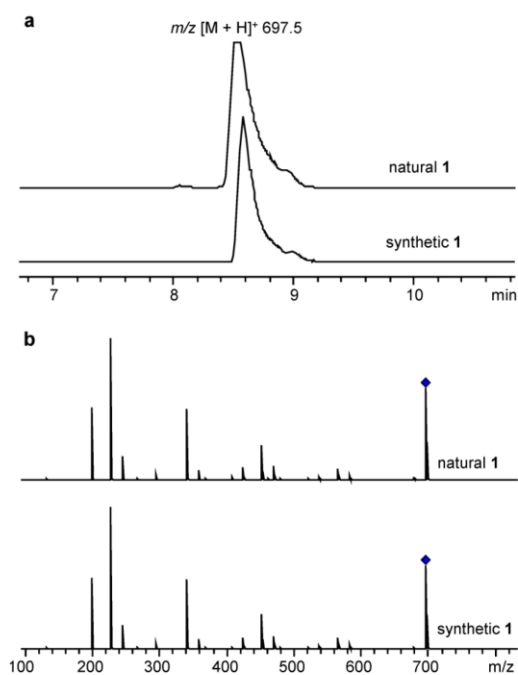 a
m/z [M + H]+ 697.5
natural 1
synthetic 1
7 8 9 10 min
b
natural 1
synthetic 1
100 200 300 400 500 600 700 m/z